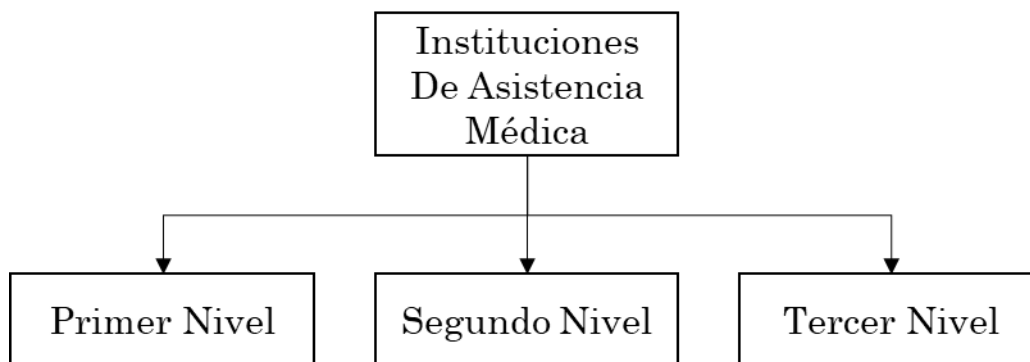 Instituciones
De Asistencia
Médica
Primer Nivel
Segundo Nivel
Tercer Nivel